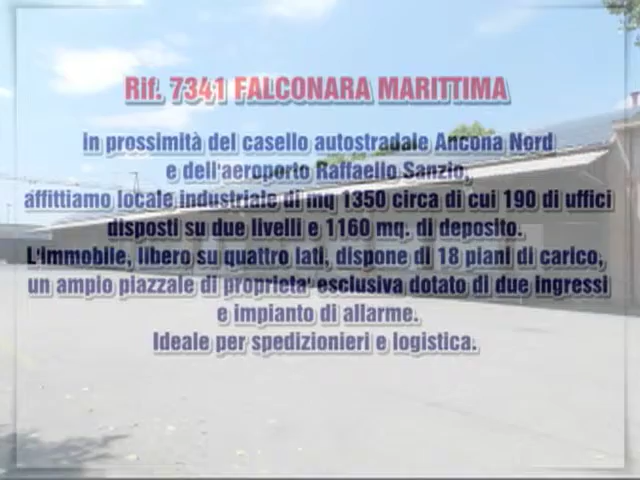 Rif. 7341 FALCONARA MARITTIMA
In prossimità del casello autostradale Ancona Nord
e dell'aeroporto Raffaello Sanzio,
affittiamo locale industriale di mq 1350 circa di cui 190 di uffici
disposti su due livelli e 1160 mq. di deposito.
L'immobile, libero su quattro lati, dispone di 18 piani di carico,
un ampio piazzale di proprieta' esclusiva dotato di due ingressi
e impianto di allarme.
Ideale per spedizionieri e logistica.